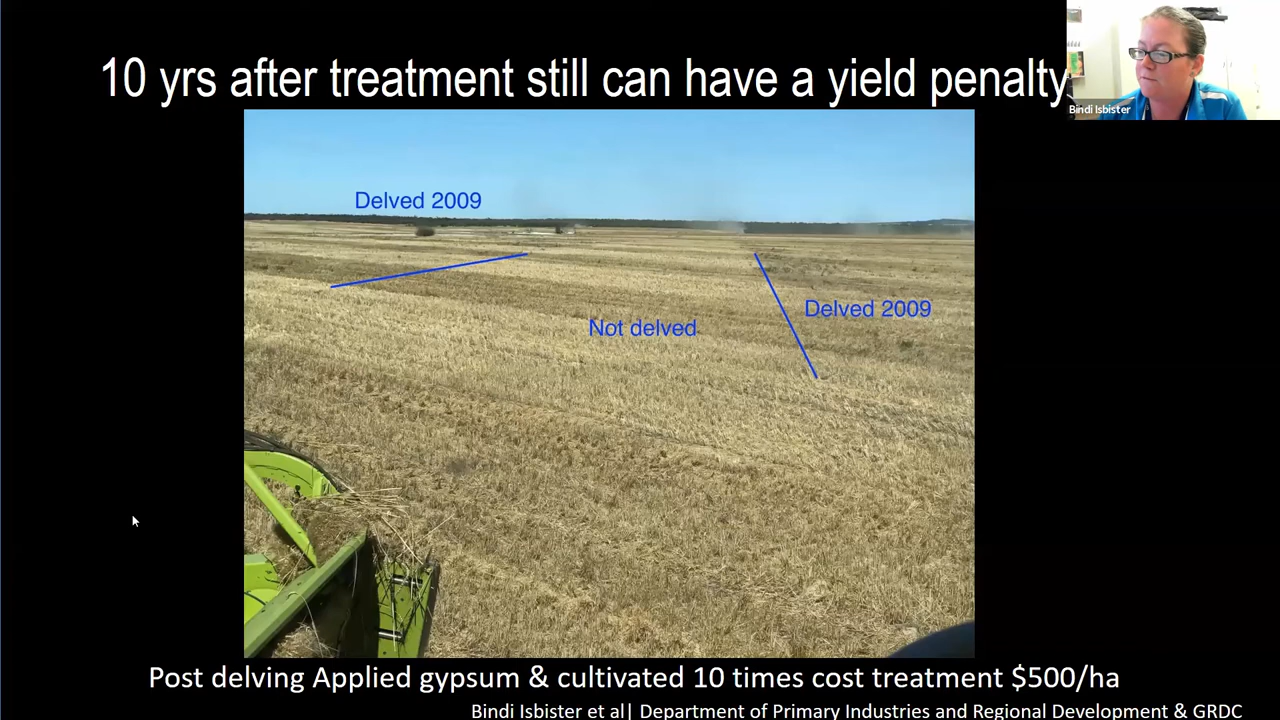 10 yrs after treatment still can have a yield penalty
Bindi Isbister
Delved 2009
Delved 2009
Not delved
Post delving Applied gypsum & cultivated 10 times cost treatment $500/ha
Bindi Isbister et al| Department of Primary Industries and Regional Development & GRDC